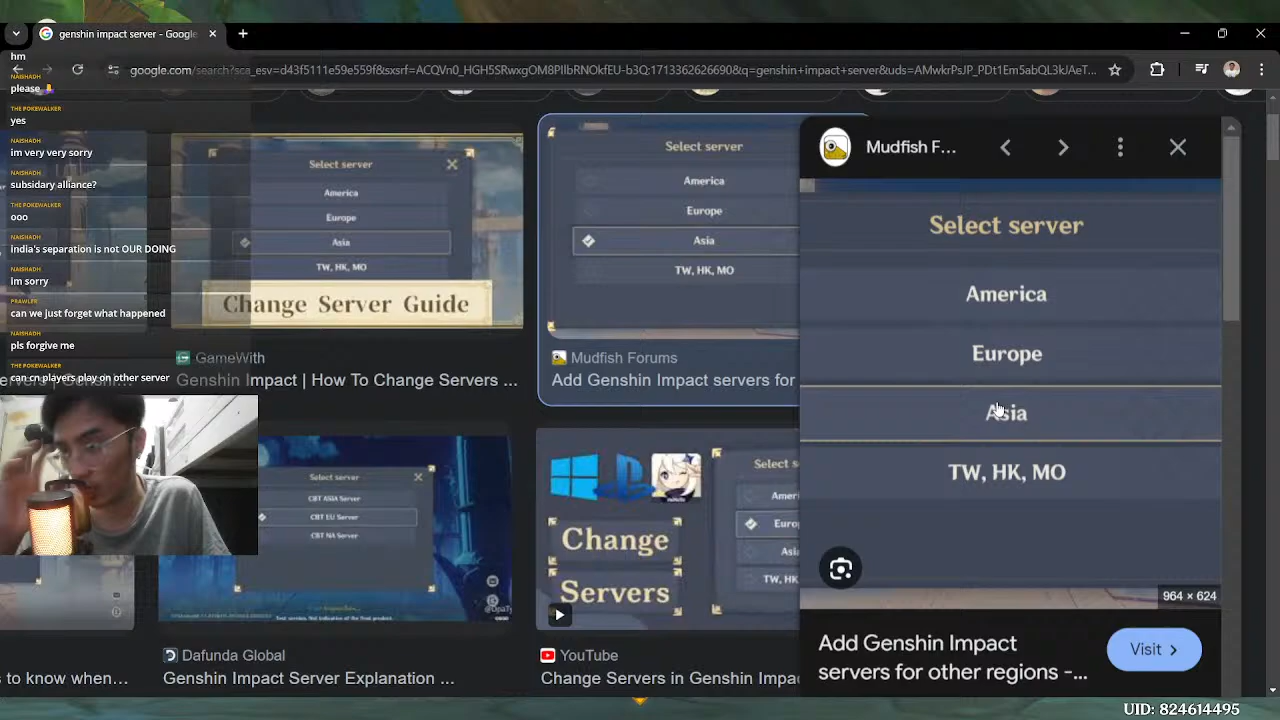 genshin impact server - Google
google.com/search?sca_esv=d43f5111e59e559f&sxsrf=ACQVn0_HGH5SRwxgOM8PIlbRNOkfEU-b3Q:1713362626690&q=genshin+impact+server&uds=AMwkrPsJP_PDt1Em5abQL3kJAeT...
hm
NAISHADH
please
THE POKEWALKER
yes
NAISHADH
im very very sorry
NAISHADH
subsidary alliance?
NAISHADH
ooo
NAISHADH
india's separation is not OUR DOING
NAISHADH
Im sorry
PRAWLER
can we just forget what happened
NAISHADH
pls forgive me
THE POKEWALKER
can cn players play on other server
Select server
America
Europe
Asia
TW, HK, MO
Change Server Guide
GameWith
Genshin Impact | How To Change Servers ...
Select server
America
Europe
Asia
TW, HK, MO
Mudfish Forums
Add Genshin Impact servers for
Mudfish F...
Select server
America
Europe
Asia
TW, HK, MO
964 × 624
Add Genshin Impact
servers for other regions -...
Visit
Select server
CBT ASIA Server
CBT EU Server
CBT NA Server
Dafunda Global
Genshin Impact Server Explanation ...
Change
Servers
Select s
Ameri
Euro
Asi
TW, H
YouTube
Change Servers in Genshin Impa
s to know when...
UID: 824614495